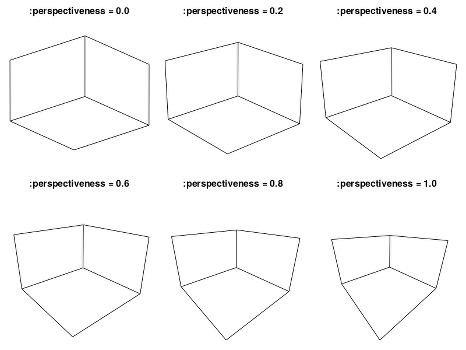 :perspectiveness = 0.0
:perspectiveness = 0.2
:perspectiveness = 0.4
:perspectiveness = 0.6
:perspectiveness = 0.8
:perspectiveness = 1.0